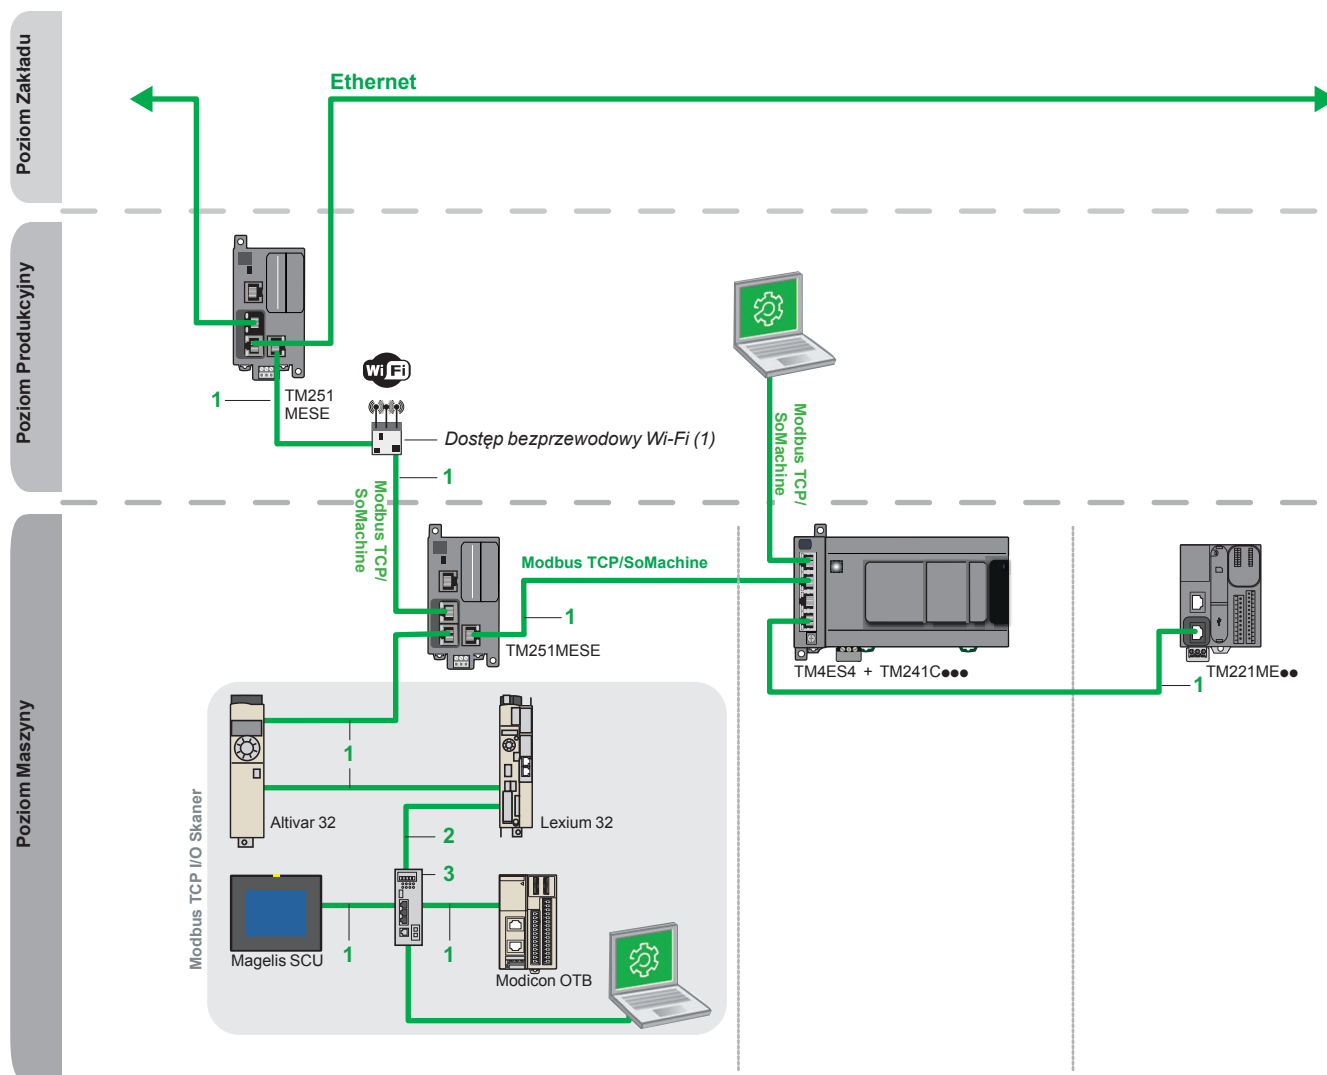 Poziom Zakładu
Ethernet
Poziom Produkcyjny
Wi Fi
1
TM251
MESE
Dostęp bezprzewodowy Wi-Fi (1)
1
Modbus TCP/
SoMachine
Modbus TCP/
SoMachine
Poziom Maszyny
Modbus TCP/SoMachine
1
TM251MESE
TM4ES4 + TM241C●●●
1
TM221ME●●
Modbus TCP I/O Skaner
1
Altivar 32
Lexium 32
2
3
1
1
Magelis SCU
Modicon OTB